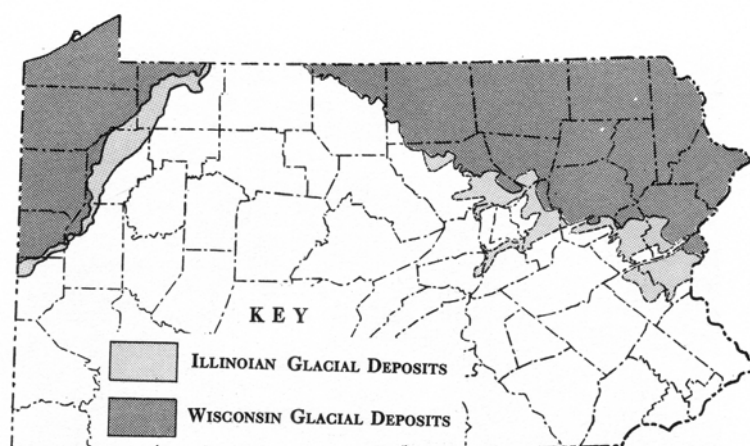 KEY
ILLINOIAN GLACIAL DEPOSITS
WISCONSIN GLACIAL DEPOSITS